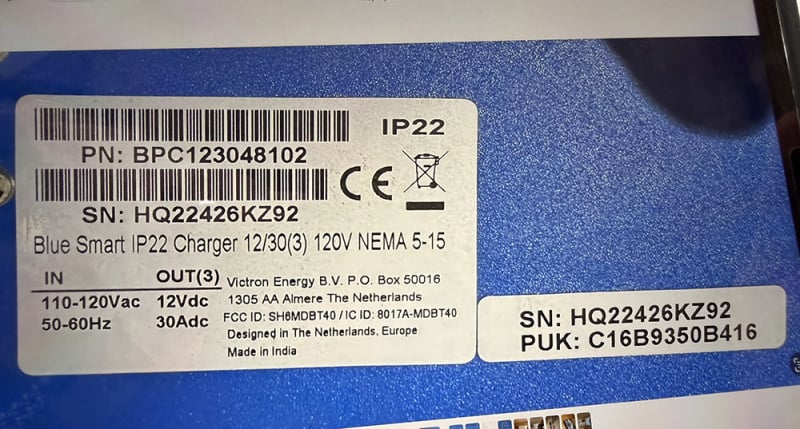 IP22
PN: BPC123048102
SN: HQ22426KZ92
CE
Blue Smart IP22 Charger 12/30(3) 120V NEMA 5-15
IN OUT(3)
110-120Vac 12Vdc
50-60Hz 30Adc
Victron Energy B.V. P.O. Box 50016
1305 AA Almere The Netherlands
FCC ID: SH6MDBT40 / IC ID: 8017A-MDBT40
Designed in The Netherlands, Europe
Made in India
SN: HQ22426KZ92
PUK: C16B9350B416